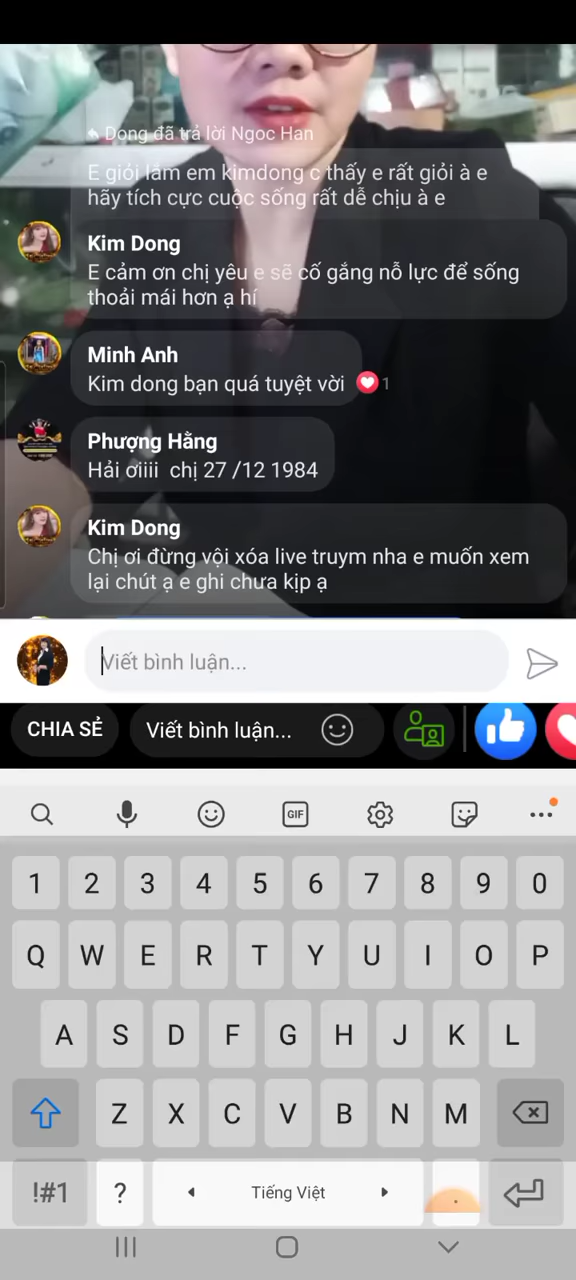 Dong đã trả lời Ngoc Han
E giỏi lắm em kimdong c thấy e rất giỏi à e
hãy tích cực cuộc sống rất dễ chịu à e
Kim Dong
E cảm ơn chị yêu e sẽ cố gắng nỗ lực để sống
thoải mái hơn ạ hí
Minh Anh
Kim dong bạn quá tuyệt vời 1
Phượng Hằng
Hải ơiiii chị 27 /12 1984
Kim Dong
Chị ơi đừng vội xóa live truym nha e muốn xem
lại chút ạ e ghi chưa kịp ạ
Viết bình luận...
CHIA SẺ Viết bình luận...
GIF
1 2 3 4 5 6 7 8 9 0
Q W E R T Y U I O P
A S D F G H J K L
Z X C V B N M
!#1 ? Tiếng Việt .